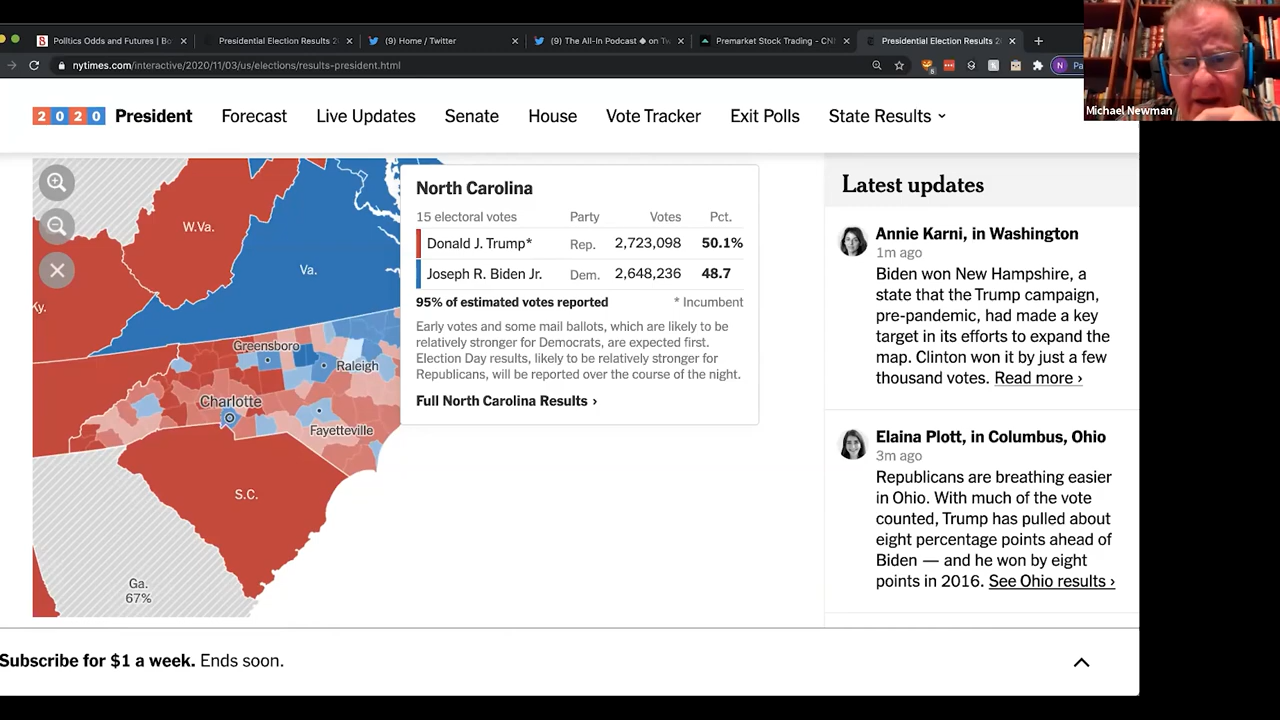 Politics Odds and Futures | Bo
Presidential Election Results 2
(9) Home / Twitter
(9) The All-In Podcast ◆ on Tw
Premarket Stock Trading - CN
Presidential Election Results 2
nytimes.com/interactive/2020/11/03/us/elections/results-president.html
N Pa
Michael Newman
2020 President Forecast Live Updates Senate House Vote Tracker Exit Polls State Results
W.Va.
Va.
Ky.
Greensboro
Raleigh
Charlotte
Fayetteville
S.C.
Ga.
67%
North Carolina
15 electoral votes Party Votes Pct.
Donald J. Trump* Rep. 2,723,098 50.1%
Joseph R. Biden Jr. Dem. 2,648,236 48.7
95% of estimated votes reported * Incumbent
Early votes and some mail ballots, which are likely to be
relatively stronger for Democrats, are expected first.
Election Day results, likely to be relatively stronger for
Republicans, will be reported over the course of the night.
Full North Carolina Results ›
Latest updates
Annie Karni, in Washington
1m ago
Biden won New Hampshire, a
state that the Trump campaign,
pre-pandemic, had made a key
target in its efforts to expand the
map. Clinton won it by just a few
thousand votes. Read more ›
Elaina Plott, in Columbus, Ohio
3m ago
Republicans are breathing easier
in Ohio. With much of the vote
counted, Trump has pulled about
eight percentage points ahead of
Biden — and he won by eight
points in 2016. See Ohio results ›
Subscribe for $1 a week. Ends soon.